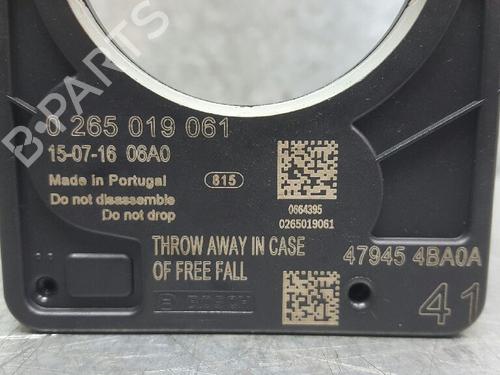 B-PARTS
0 265 019 061
15-07-16 06A0
Made in Portugal
815
Do not disassemble
Do not drop
0664395
0265019061
THROW AWAY IN CASE
OF FREE FALL
47945 4BA0A
BOSCH
41